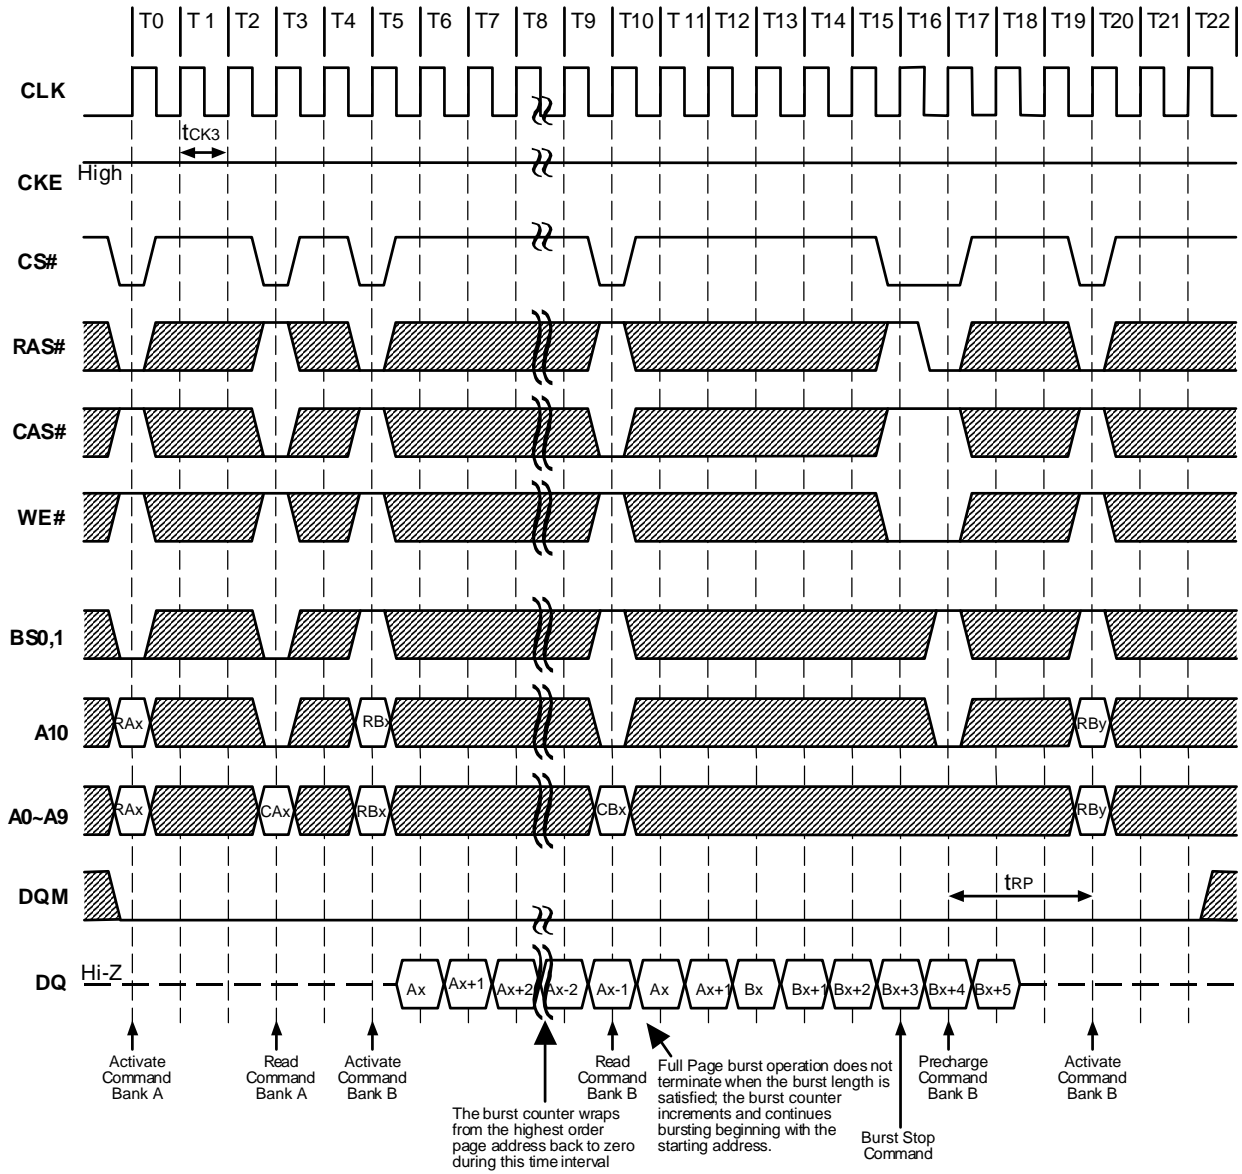 T0 T1 T2 T3 T4 T5 T6 T7 T8 T9 T10 T11 T12 T13 T14 T15 T16 T17 T18 T19 T20 T21 T22
CLK
tCK3
High
CKE
CS#
RAS#
CAS#
WE#
BS0,1
A10
RAx RBx RBy
A0~A9
RAx CAx RBx CBx RBy
DQM
tRP
Hi-Z
DQ
Ax Ax+1 Ax+2 Ax-2 Ax-1 Ax Ax+1 Bx Bx+1 Bx+2 Bx+3 Bx+4 Bx+5
Activate
Command
Bank A
Read
Command
Bank A
Activate
Command
Bank B
The burst counter wraps
from the highest order
page address back to zero
during this time interval
Read
Command
Bank B
Full Page burst operation does not
terminate when the burst length is
satisfied; the burst counter
increments and continues
bursting beginning with the
starting address.
Burst Stop
Command
Precharge
Command
Bank B
Activate
Command
Bank B